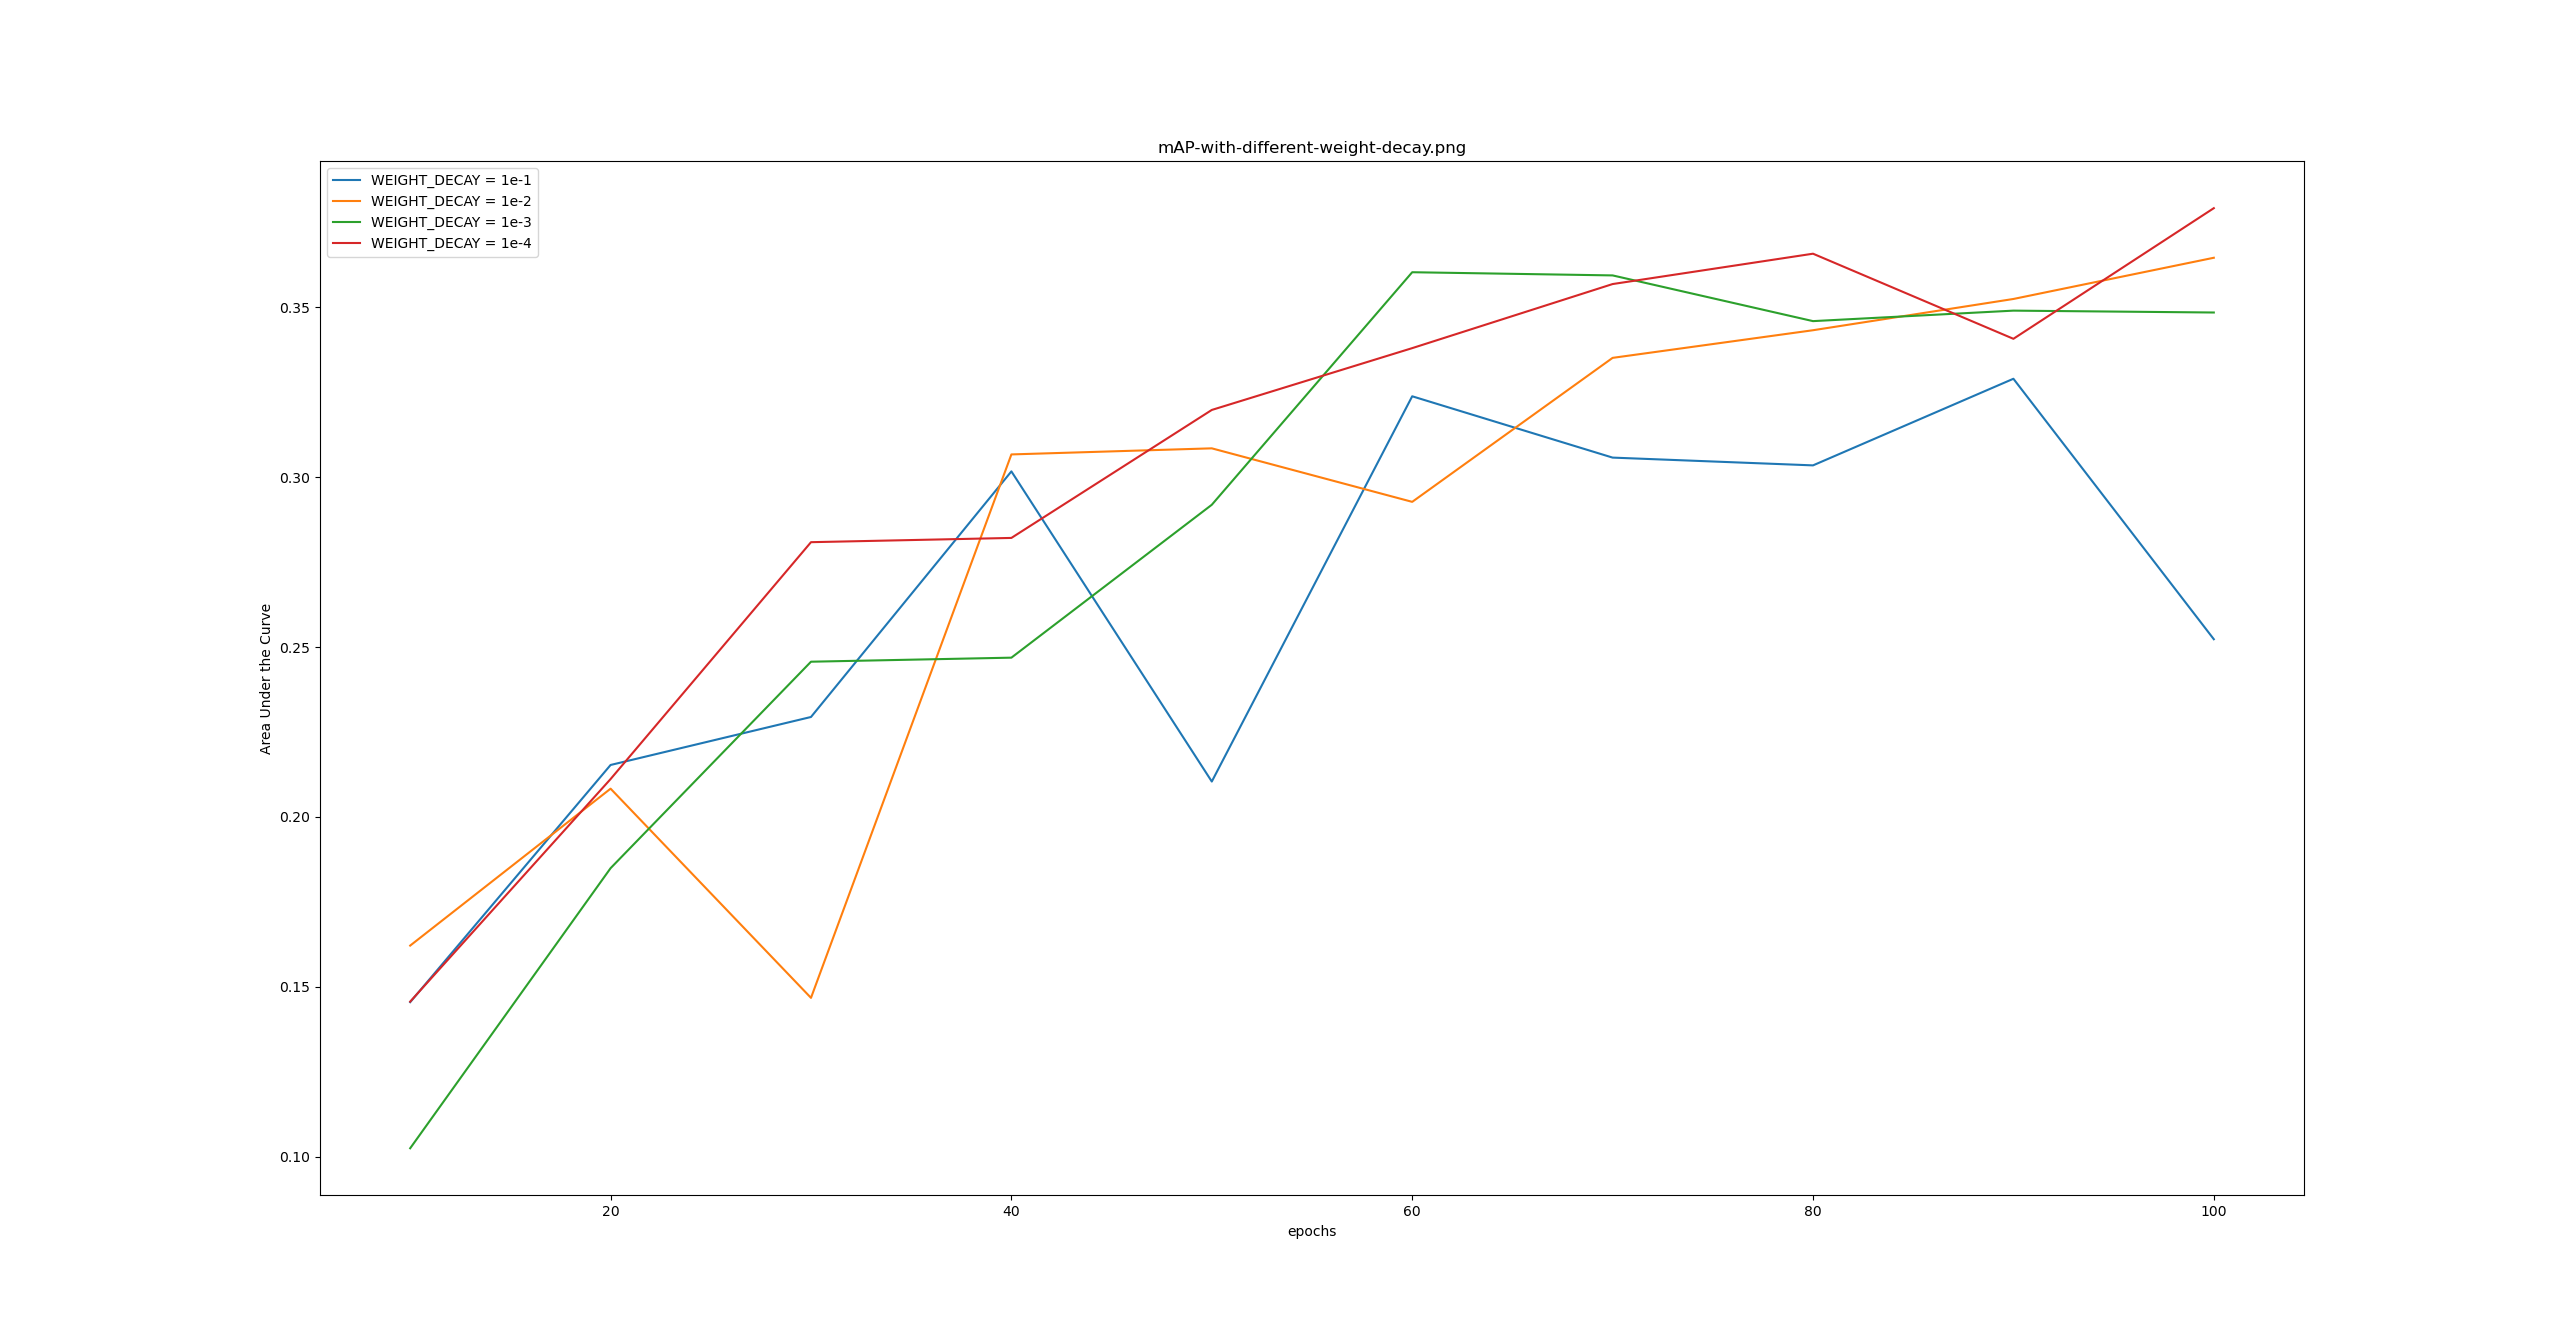 mAP-with-different-weight-decay.png
WEIGHT_DECAY = 1e-1
WEIGHT_DECAY = 1e-2
WEIGHT_DECAY = 1e-3
WEIGHT_DECAY = 1e-4
Area Under the Curve
0.35
0.30
0.25
0.20
0.15
0.10
20 40 60 80 100
epochs